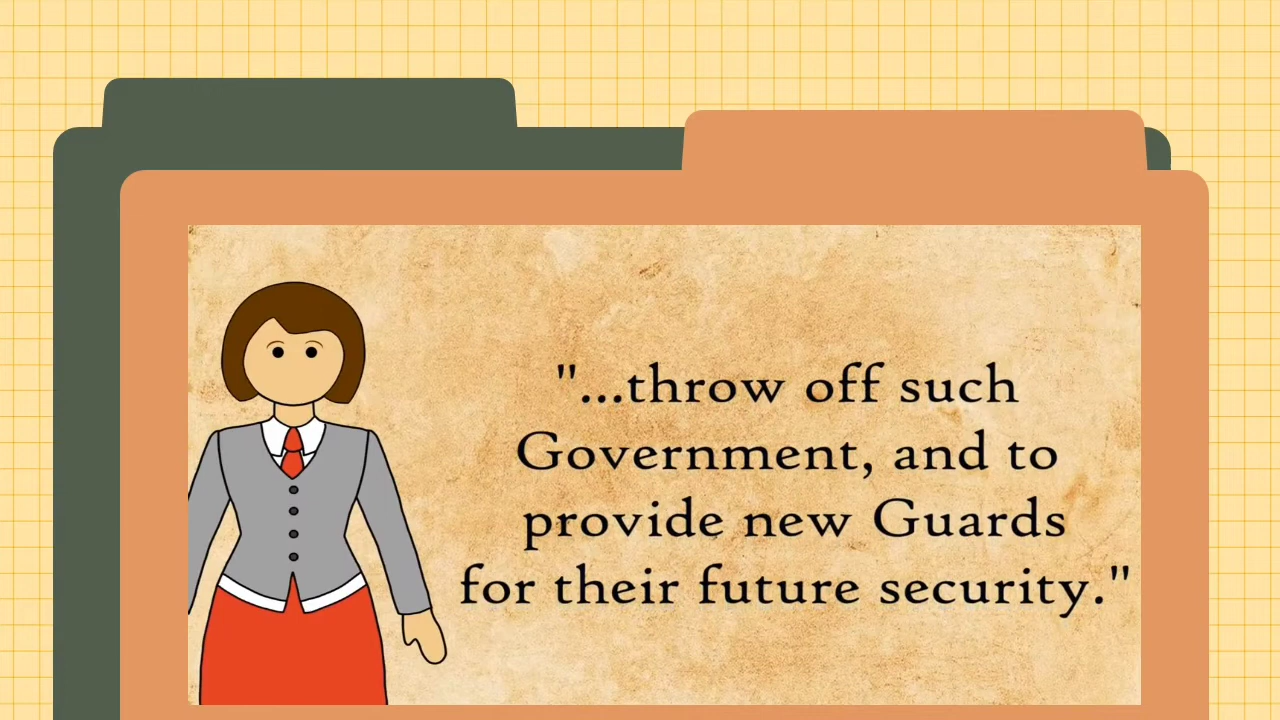 "...throw off such
Government, and to
provide new Guards
for their future security."